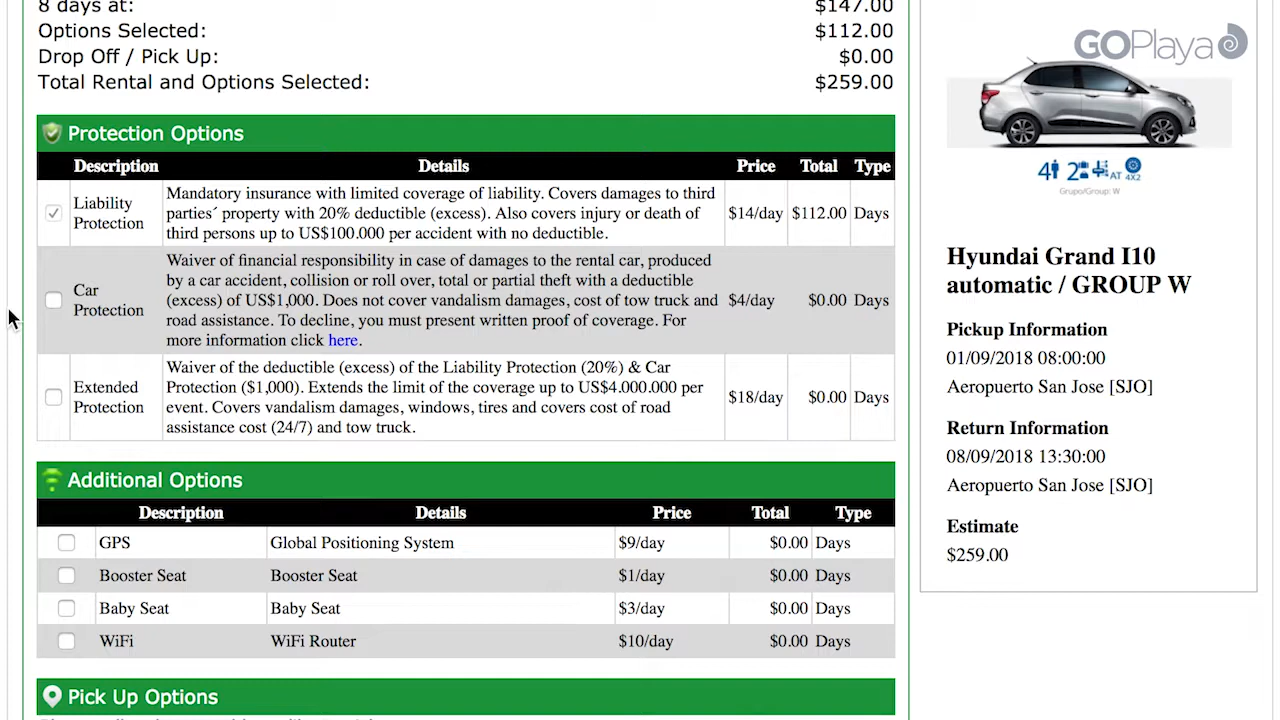 8 days at: $147.00
Options Selected: $112.00
Drop Off / Pick Up: $0.00
Total Rental and Options Selected: $259.00
Protection Options
Description Details Price Total Type
Liability Protection
Mandatory insurance with limited coverage of liability. Covers damages to third
parties´ property with 20% deductible (excess). Also covers injury or death of
third persons up to US$100.000 per accident with no deductible.
$14/day $112.00 Days
Car Protection
Waiver of financial responsibility in case of damages to the rental car, produced
by a car accident, collision or roll over, total or partial theft with a deductible
(excess) of US$1,000. Does not cover vandalism damages, cost of tow truck and
road assistance. To decline, you must present written proof of coverage. For
more information click here.
$4/day $0.00 Days
Extended Protection
Waiver of the deductible (excess) of the Liability Protection (20%) & Car
Protection ($1,000). Extends the limit of the coverage up to US$4.000.000 per
event. Covers vandalism damages, windows, tires and covers cost of road
assistance cost (24/7) and tow truck.
$18/day $0.00 Days
Additional Options
Description Details Price Total Type
GPS Global Positioning System $9/day $0.00 Days
Booster Seat Booster Seat $1/day $0.00 Days
Baby Seat Baby Seat $3/day $0.00 Days
WiFi WiFi Router $10/day $0.00 Days
Pick Up Options
GOPlaya
4 2 AT 4X2
Grupo/Group: W
Hyundai Grand I10
automatic / GROUP W
Pickup Information
01/09/2018 08:00:00
Aeropuerto San Jose [SJO]
Return Information
08/09/2018 13:30:00
Aeropuerto San Jose [SJO]
Estimate
$259.00